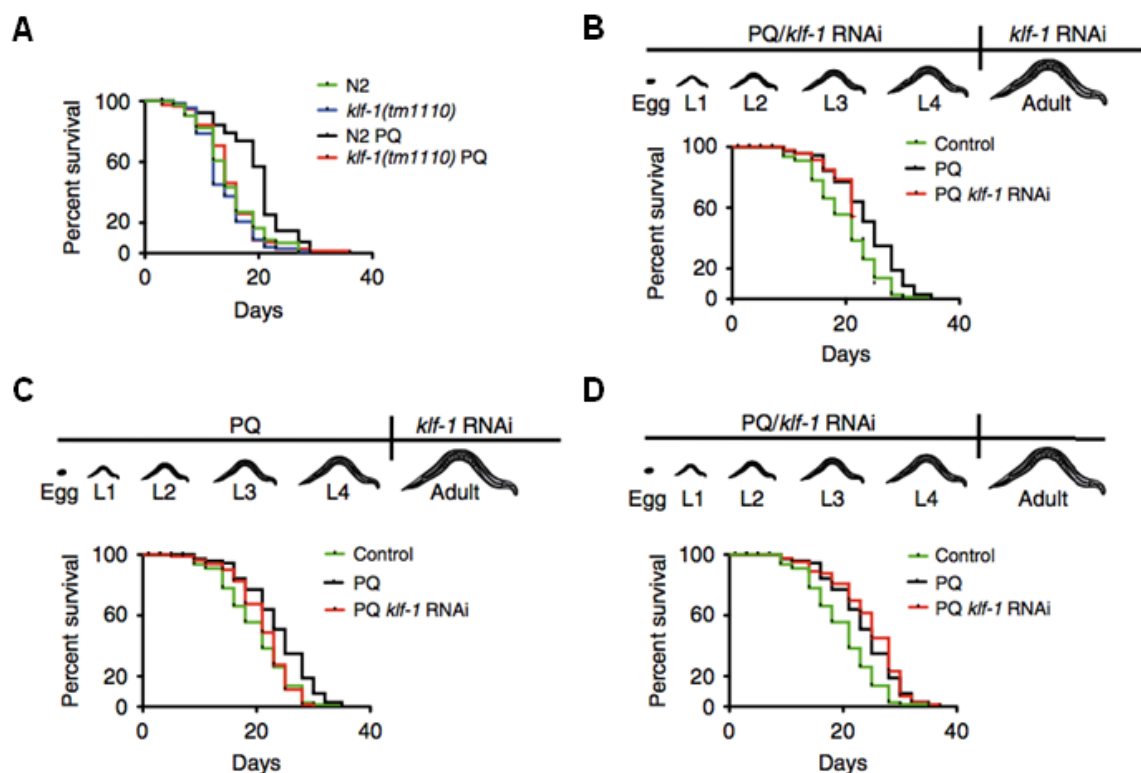 A
N2
klf-1(tm1110)
N2 PQ
klf-1(tm1110) PQ
Percent survival
100
60
20
0
0 20 40
Days
B
PQ/klf-1 RNAi klf-1 RNAi
Egg L1 L2 L3 L4 Adult
Control
PQ
PQ klf-1 RNAi
Percent survival
100
60
20
0
0 20 40
Days
C
PQ klf-1 RNAi
Egg L1 L2 L3 L4 Adult
Control
PQ
PQ klf-1 RNAi
Percent survival
100
60
20
0
0 20 40
Days
D
PQ/klf-1 RNAi
Egg L1 L2 L3 L4 Adult
Control
PQ
PQ klf-1 RNAi
Percent survival
100
60
20
0
0 20 40
Days